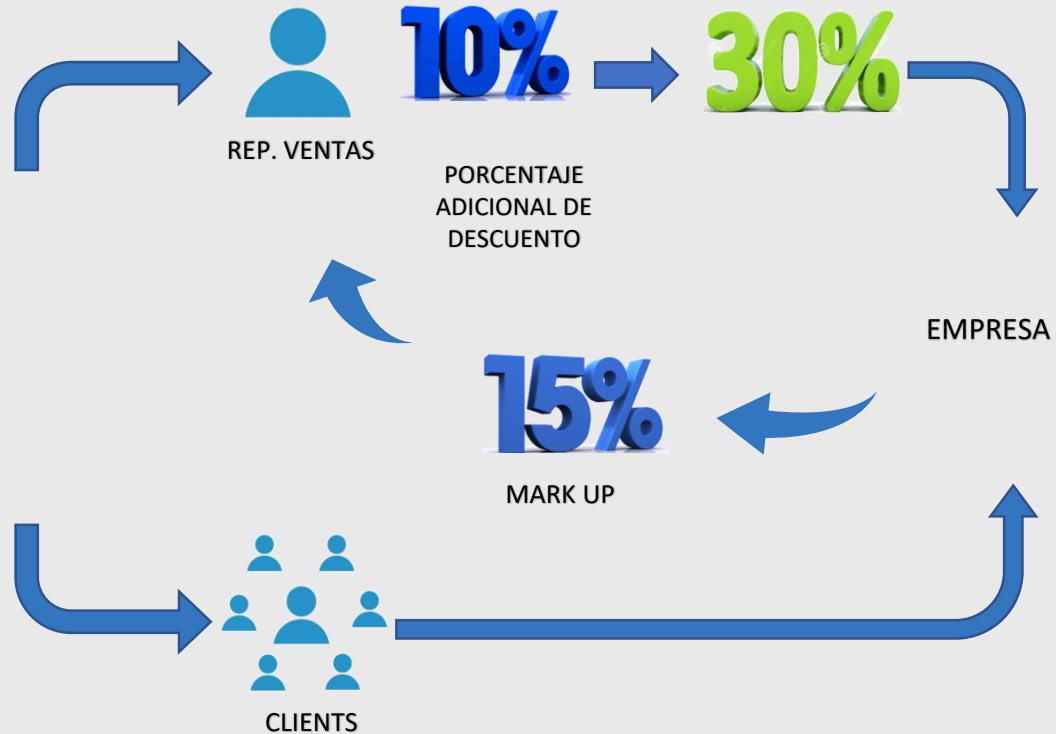 10%
30%
REP. VENTAS
PORCENTAJE
ADICIONAL DE
DESCUENTO
EMPRESA
15%
MARK UP
CLIENTS